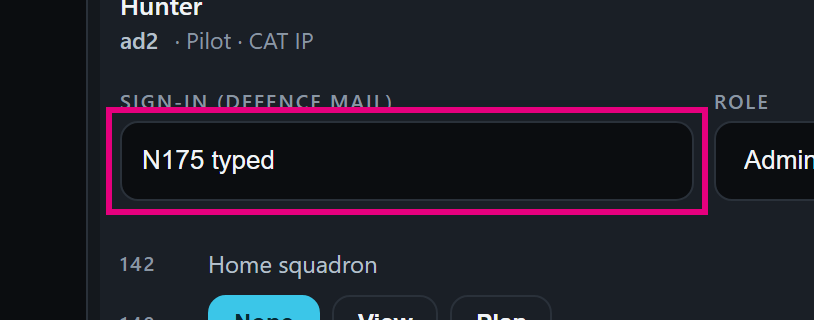 Hunter
ad2 · Pilot · CAT IP
SIGN-IN (DEFENCE MAIL) ROLE
N175 typed Admin
142 Home squadron
None View Plan